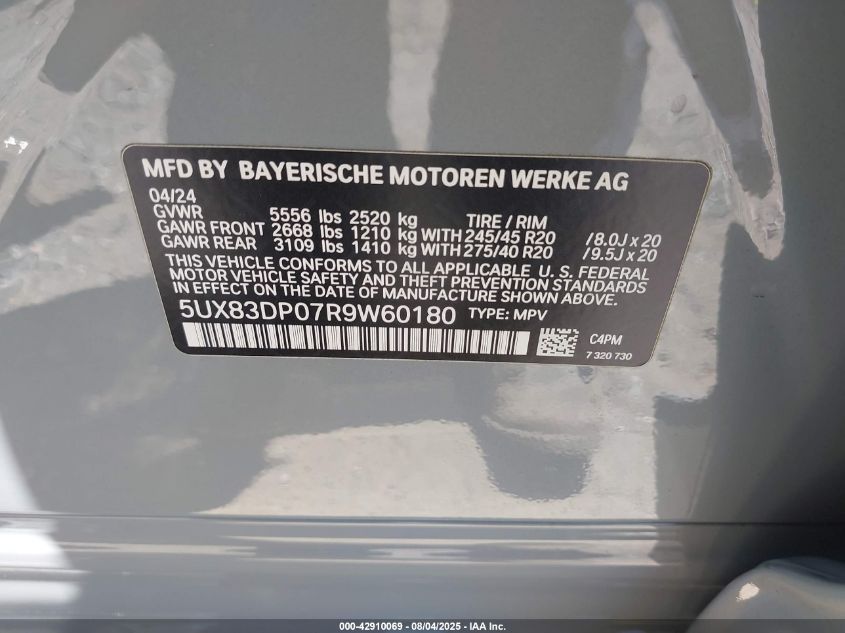 MFD BY BAYERISCHE MOTOREN WERKE AG
04/24
GVWR 5556 lbs 2520 kg TIRE / RIM
GAWR FRONT 2668 lbs 1210 kg WITH 245/45 R20 / 8.0J x 20
GAWR REAR 3109 lbs 1410 kg WITH 275/40 R20 / 9.5J x 20
THIS VEHICLE CONFORMS TO ALL APPLICABLE U. S. FEDERAL
MOTOR VEHICLE SAFETY AND THEFT PREVENTION STANDARDS
IN EFFECT ON THE DATE OF MANUFACTURE SHOWN ABOVE.
5UX83DP07R9W60180 TYPE: MPV
C4PM
7 320 730
000-42910069 - 08/04/2025 - IAA Inc.